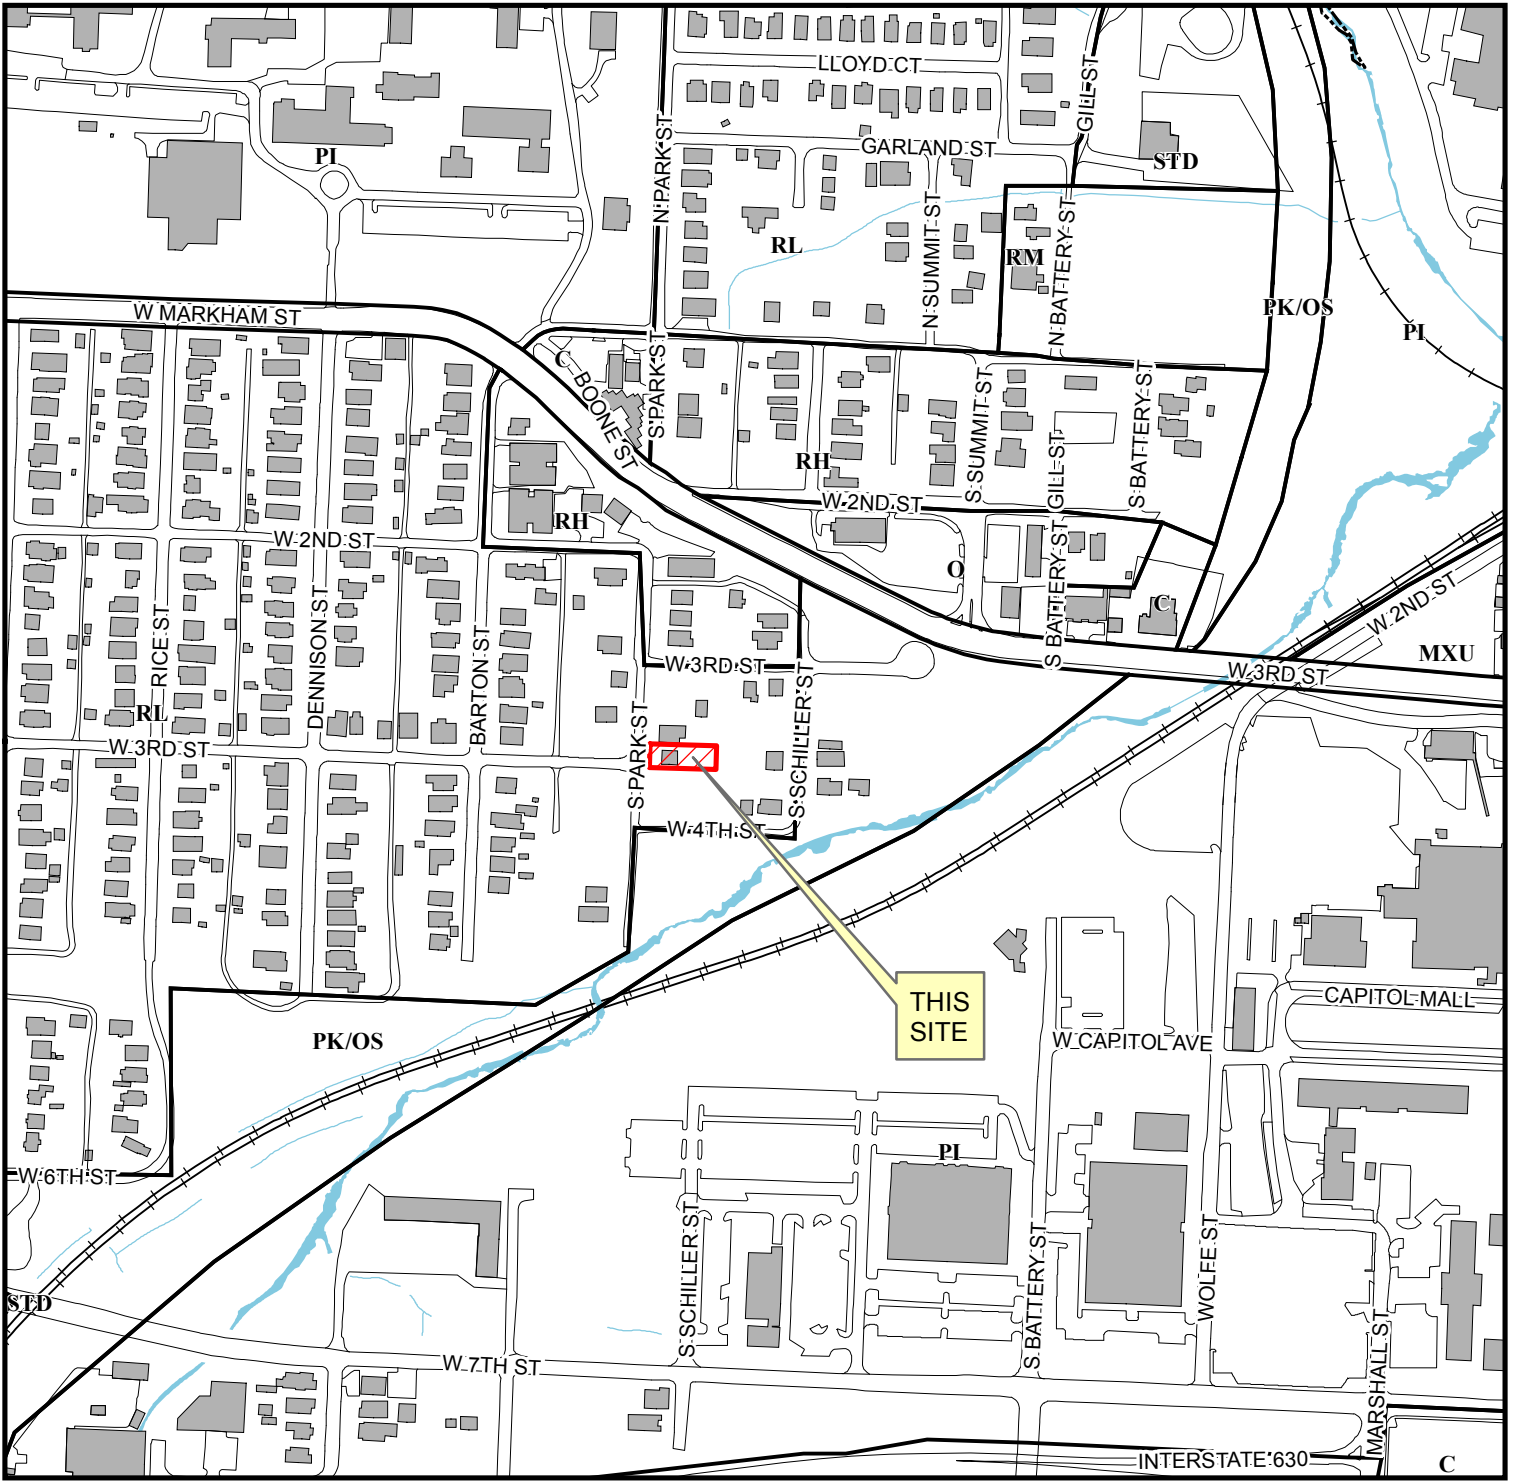 LLOYD CT
GILL ST
GARLAND ST
PI
STD
N PARK ST
N SUMMIT ST
N BATTERY ST
RL
RM
PK/OS
W MARKHAM ST
PI
C
BOONE ST
S PARK ST
S SUMMIT ST
S BATTERY ST
GILL ST
RH
W 2ND ST
RH
W 2ND ST
O
C
S BATTERY ST
W 2ND ST
RICE ST
DENNISON ST
BARTON ST
W 3RD ST
W 3RD ST
MXU
RL
W 3RD ST
S PARK ST
S SCHILLER ST
W 4TH ST
THIS
SITE
CAPITOL MALL
PK/OS
W CAPITOL AVE
PI
W 6TH ST
S SCHILLER ST
S BATTERY ST
WOLFE ST
STD
W 7TH ST
MARSHALL ST
INTERSTATE 630
C